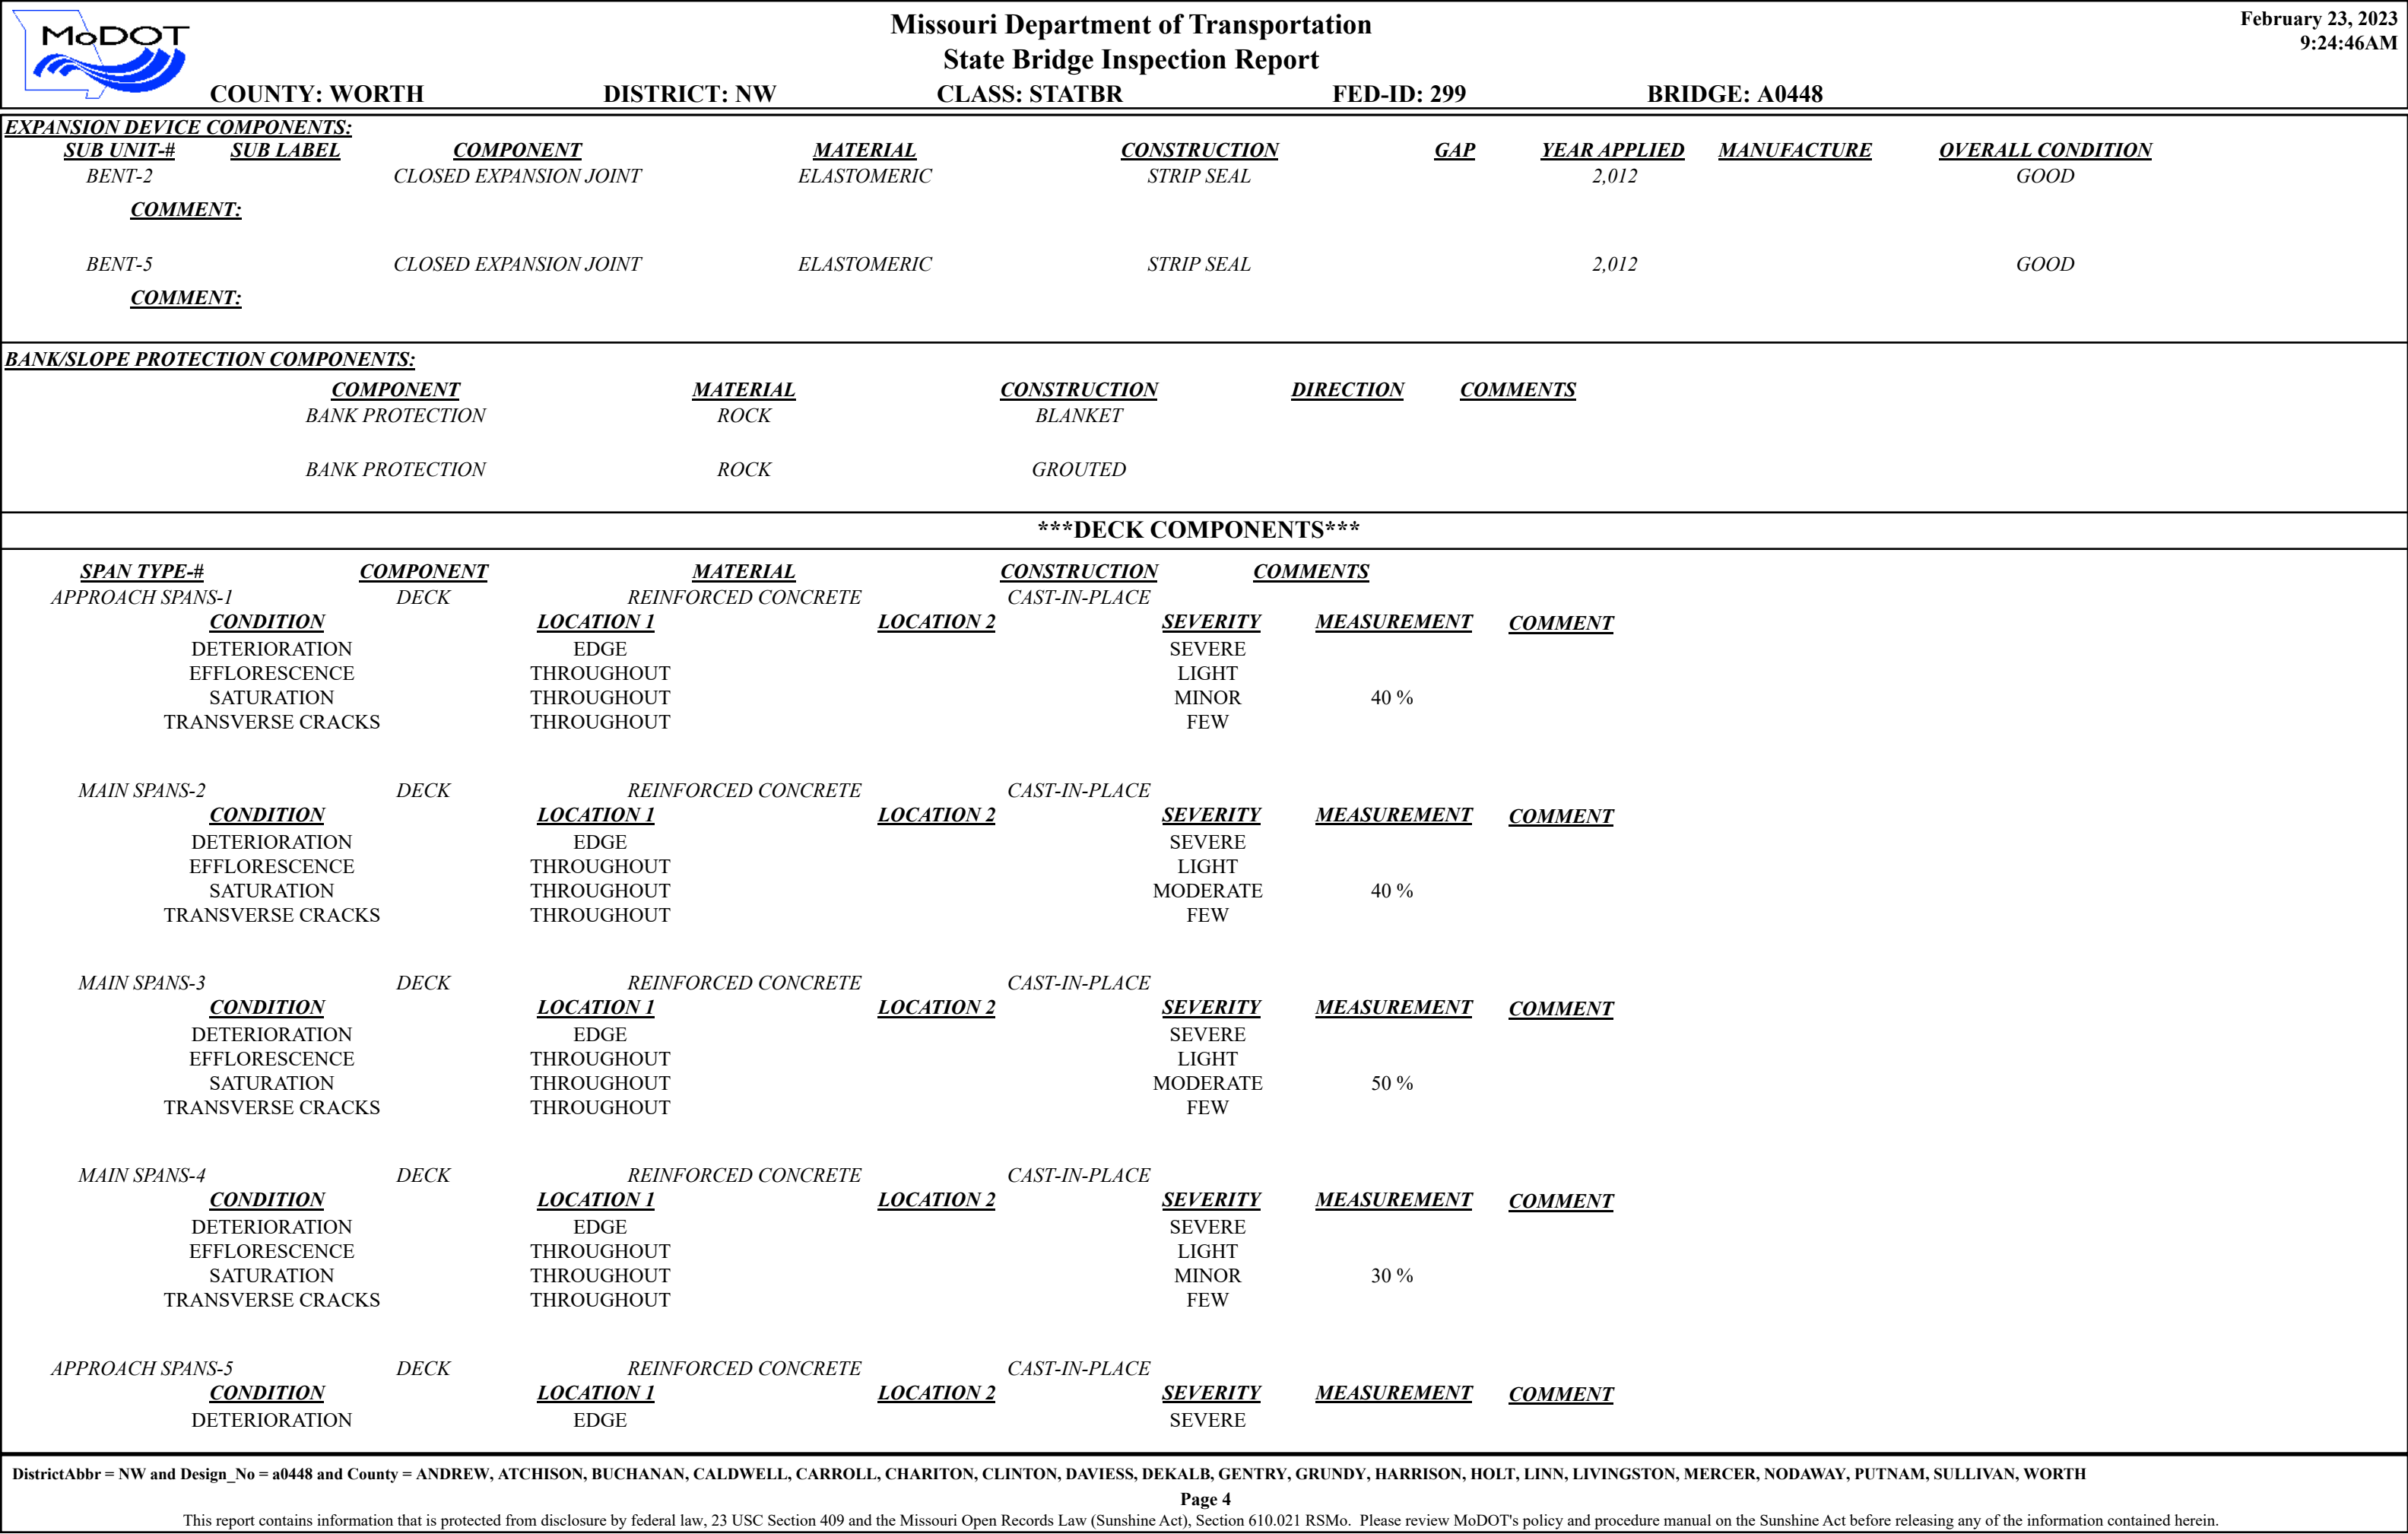 MoDOT
Missouri Department of Transportation
State Bridge Inspection Report
February 23, 2023
9:24:46AM
COUNTY: WORTH DISTRICT: NW CLASS: STATBR FED-ID: 299 BRIDGE: A0448
EXPANSION DEVICE COMPONENTS:
SUB UNIT-# SUB LABEL COMPONENT MATERIAL CONSTRUCTION GAP YEAR APPLIED MANUFACTURE OVERALL CONDITION
BENT-2 CLOSED EXPANSION JOINT ELASTOMERIC STRIP SEAL 2,012 GOOD
COMMENT:
BENT-5 CLOSED EXPANSION JOINT ELASTOMERIC STRIP SEAL 2,012 GOOD
COMMENT:
BANK/SLOPE PROTECTION COMPONENTS:
COMPONENT MATERIAL CONSTRUCTION DIRECTION COMMENTS
BANK PROTECTION ROCK BLANKET
BANK PROTECTION ROCK GROUTED
***DECK COMPONENTS***
SPAN TYPE-# COMPONENT MATERIAL CONSTRUCTION COMMENTS
APPROACH SPANS-1 DECK REINFORCED CONCRETE CAST-IN-PLACE
CONDITION LOCATION 1 LOCATION 2 SEVERITY MEASUREMENT COMMENT
DETERIORATION EDGE SEVERE
EFFLORESCENCE THROUGHOUT LIGHT
SATURATION THROUGHOUT MINOR 40 %
TRANSVERSE CRACKS THROUGHOUT FEW
MAIN SPANS-2 DECK REINFORCED CONCRETE CAST-IN-PLACE
CONDITION LOCATION 1 LOCATION 2 SEVERITY MEASUREMENT COMMENT
DETERIORATION EDGE SEVERE
EFFLORESCENCE THROUGHOUT LIGHT
SATURATION THROUGHOUT MODERATE 40 %
TRANSVERSE CRACKS THROUGHOUT FEW
MAIN SPANS-3 DECK REINFORCED CONCRETE CAST-IN-PLACE
CONDITION LOCATION 1 LOCATION 2 SEVERITY MEASUREMENT COMMENT
DETERIORATION EDGE SEVERE
EFFLORESCENCE THROUGHOUT LIGHT
SATURATION THROUGHOUT MODERATE 50 %
TRANSVERSE CRACKS THROUGHOUT FEW
MAIN SPANS-4 DECK REINFORCED CONCRETE CAST-IN-PLACE
CONDITION LOCATION 1 LOCATION 2 SEVERITY MEASUREMENT COMMENT
DETERIORATION EDGE SEVERE
EFFLORESCENCE THROUGHOUT LIGHT
SATURATION THROUGHOUT MINOR 30 %
TRANSVERSE CRACKS THROUGHOUT FEW
APPROACH SPANS-5 DECK REINFORCED CONCRETE CAST-IN-PLACE
CONDITION LOCATION 1 LOCATION 2 SEVERITY MEASUREMENT COMMENT
DETERIORATION EDGE SEVERE
DistrictAbbr = NW and Design_No = a0448 and County = ANDREW, ATCHISON, BUCHANAN, CALDWELL, CARROLL, CHARITON, CLINTON, DAVIESS, DEKALB, GENTRY, GRUNDY, HARRISON, HOLT, LINN, LIVINGSTON, MERCER, NODAWAY, PUTNAM, SULLIVAN, WORTH
Page 4
This report contains information that is protected from disclosure by federal law, 23 USC Section 409 and the Missouri Open Records Law (Sunshine Act), Section 610.021 RSMo. Please review MoDOT's policy and procedure manual on the Sunshine Act before releasing any of the information contained herein.